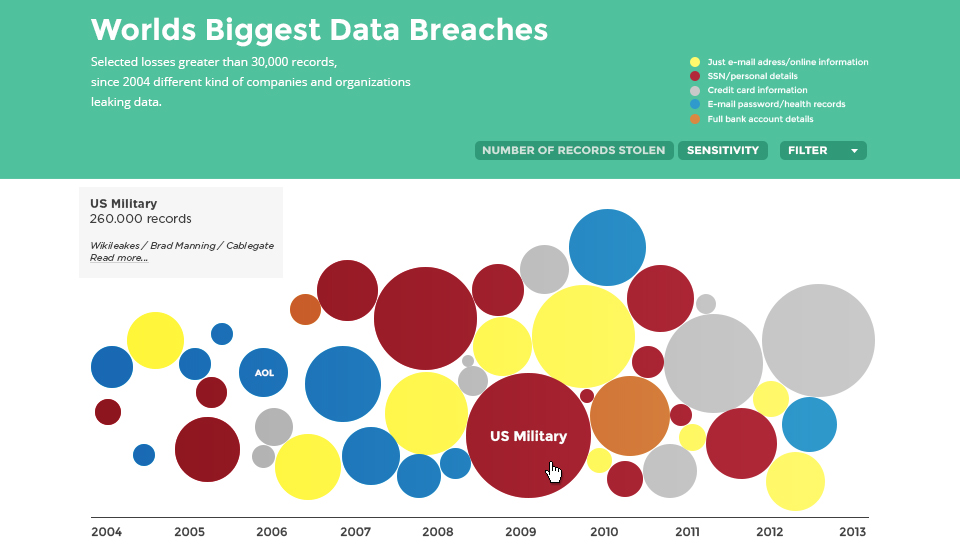 Worlds Biggest Data Breaches
Selected losses greater than 30,000 records,
since 2004 different kind of companies and organizations
leaking data.
Just e-mail adress/online information
SSN/personal details
Credit card information
E-mail password/health records
Full bank account details
NUMBER OF RECORDS STOLEN
SENSITIVITY
FILTER
US Military
260.000 records
Wikileakes / Brad Manning / Cablegate
Read more...
AOL
US Military
2004 2005 2006 2007 2008 2009 2010 2011 2012 2013